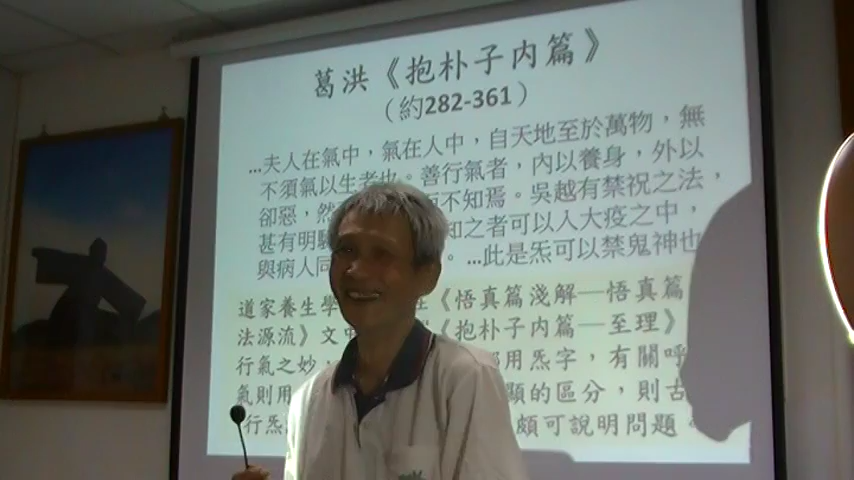 葛洪《抱朴子內篇》
（約282-361）
…夫人在氣中，氣在人中，自天地至於萬物，無
不須氣以生者也。善行氣者，內以養身，外以
卻惡，然 不知焉。吳越有禁祝之法，
甚有明驗 知之者可以入大疫之中，
與病人同 。…此是炁可以禁鬼神也
道家養生學 在《悟真篇淺解─悟真篇
法源流》文中 《抱朴子內篇─至理》
行氣之妙， 用炁字，有關呼
氣則用 顯的區分，則古
行炁 頗可說明問題。